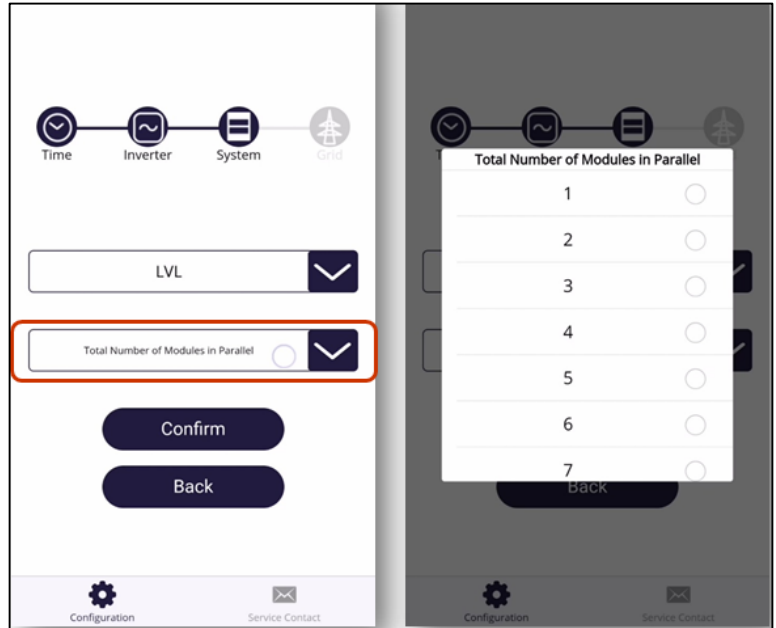 Time Inverter System Grid
LVL
Total Number of Modules in Parallel
Confirm
Back
Configuration Service Contact
Total Number of Modules in Parallel
1
2
3
4
5
6
7
Back
Configuration Service Contact